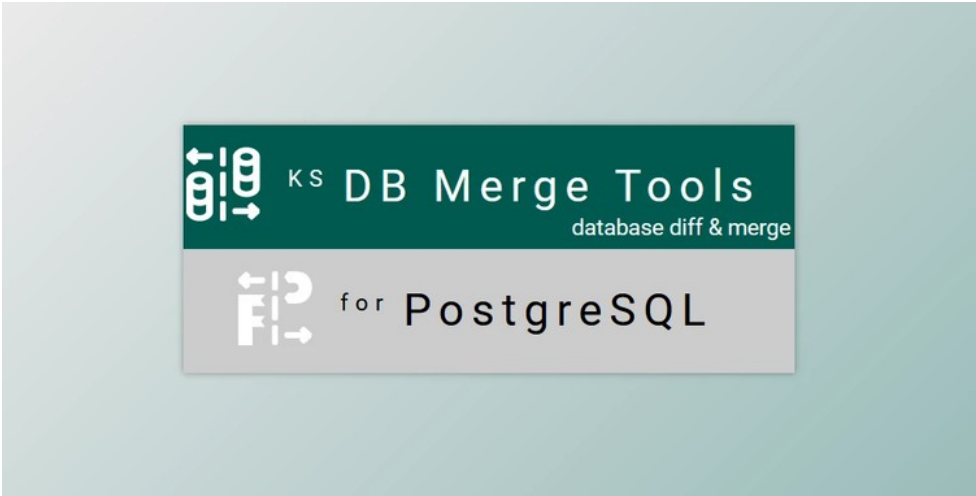 KS DB Merge Tools
database diff & merge
for PostgreSQL